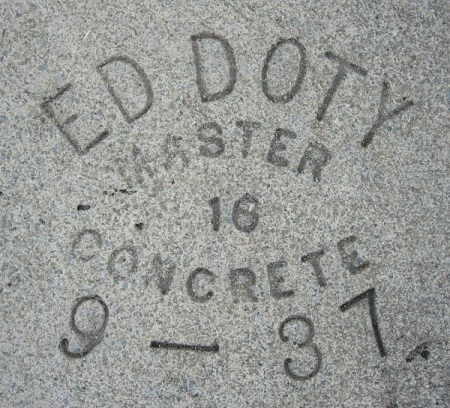 ED DOTY
MASTER
16
CONCRETE
9-37